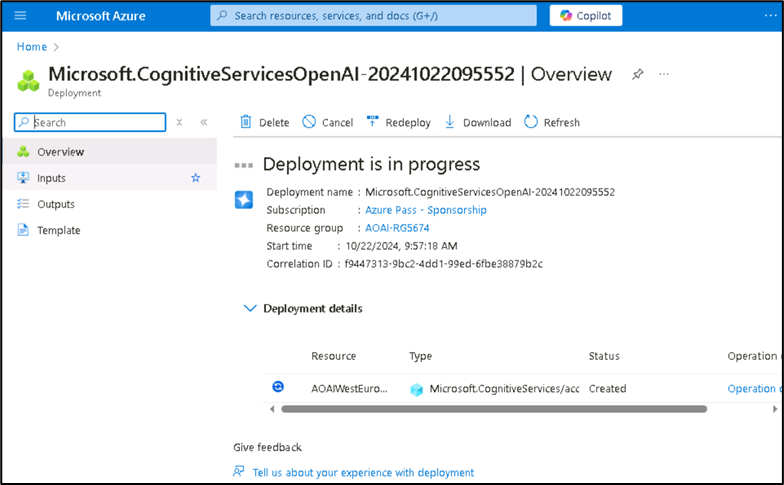 Microsoft Azure
Search resources, services, and docs (G+/)
Copilot
Home
Microsoft.CognitiveServicesOpenAI-20241022095552 | Overview
Deployment
Search
Delete
Cancel
Redeploy
Download
Refresh
Overview
Inputs
Outputs
Template
Deployment is in progress
Deployment name : Microsoft.CognitiveServicesOpenAI-20241022095552
Subscription : Azure Pass - Sponsorship
Resource group : AOAI-RG5674
Start time : 10/22/2024, 9:57:18 AM
Correlation ID : f9447313-9bc2-4dd1-99ed-6fbe38879b2c
Deployment details
Resource Type Status Operation
AOAIWestEuro... Microsoft.CognitiveServices/acc Created Operation
Give feedback
Tell us about your experience with deployment